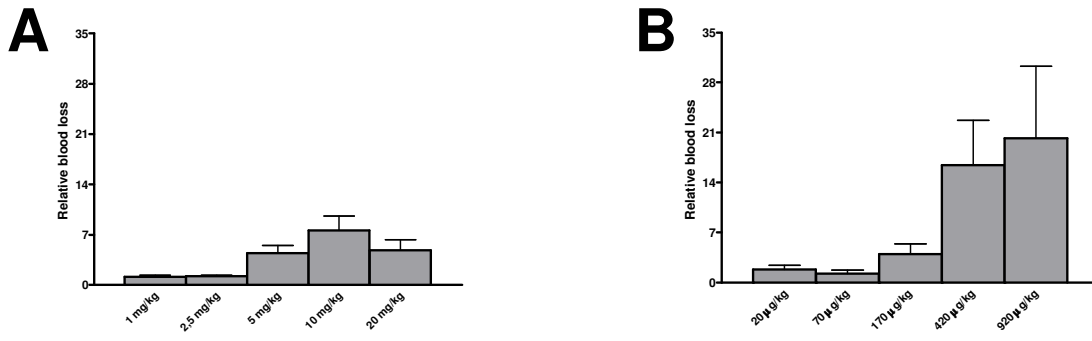 A
35
28
21
14
7
0
Relative blood loss
1 mg/kg
2,5 mg/kg
5 mg/kg
10 mg/kg
20 mg/kg
B
35
28
21
14
7
0
Relative blood loss
20 µg/kg
70 µg/kg
170 µg/kg
420 µg/kg
920 µg/kg